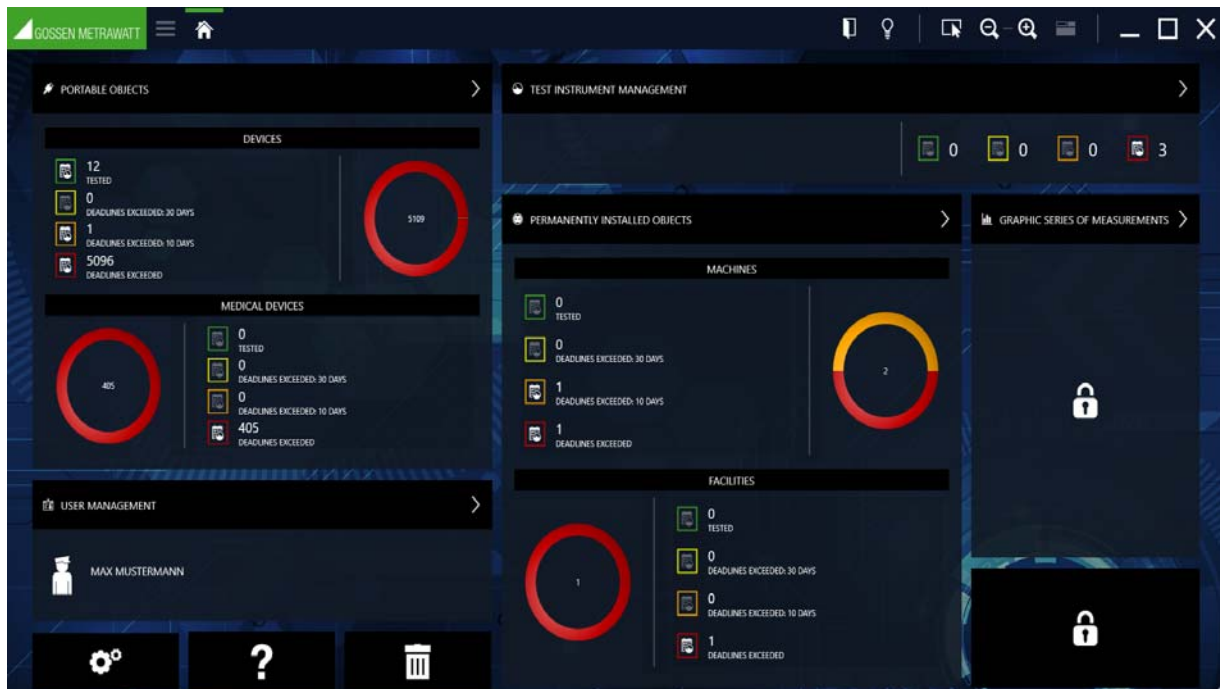 GOSSEN METRAWATT
PORTABLE OBJECTS
DEVICES
12
TESTED
0
DEADLINES EXCEEDED: 30 DAYS
1
DEADLINES EXCEEDED: 10 DAYS
5096
DEADLINES EXCEEDED
5109
MEDICAL DEVICES
405
0
TESTED
0
DEADLINES EXCEEDED: 30 DAYS
0
DEADLINES EXCEEDED: 10 DAYS
405
DEADLINES EXCEEDED
USER MANAGEMENT
MAX MUSTERMANN
?
TEST INSTRUMENT MANAGEMENT
0 0 0 3
PERMANENTLY INSTALLED OBJECTS
MACHINES
0
TESTED
0
DEADLINES EXCEEDED: 30 DAYS
1
DEADLINES EXCEEDED: 10 DAYS
1
DEADLINES EXCEEDED
2
FACILITIES
1
0
TESTED
0
DEADLINES EXCEEDED: 30 DAYS
0
DEADLINES EXCEEDED: 10 DAYS
1
DEADLINES EXCEEDED
GRAPHIC SERIES OF MEASUREMENTS